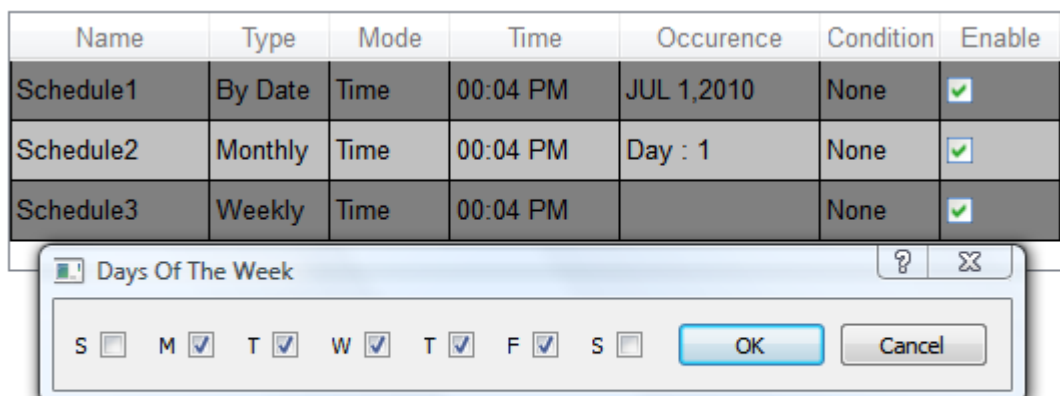 Name Type Mode Time Occurence Condition Enable
Schedule1 By Date Time 00:04 PM JUL 1,2010 None
Schedule2 Monthly Time 00:04 PM Day : 1 None
Schedule3 Weekly Time 00:04 PM None
Days Of The Week
S M T W T F S OK Cancel